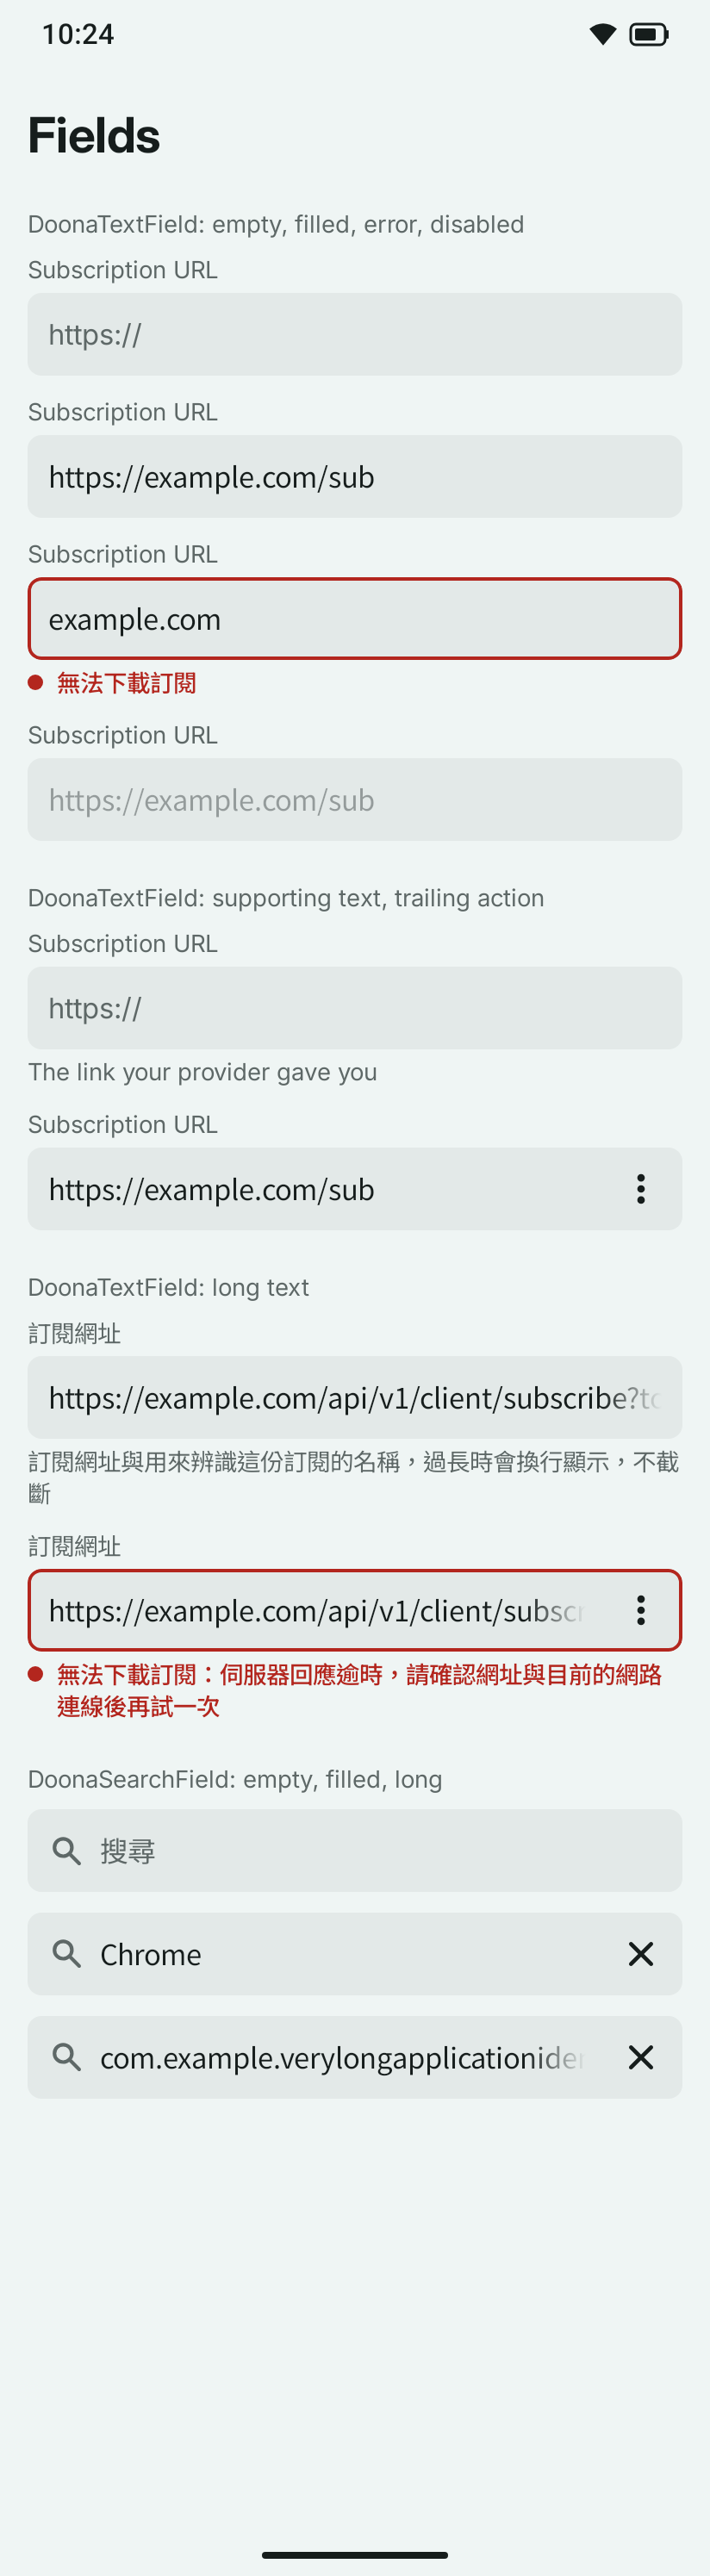 10:24
Fields
DoonaTextField: empty, filled, error, disabled
Subscription URL
https://
Subscription URL
https://example.com/sub
Subscription URL
example.com
無法下載訂閱
Subscription URL
https://example.com/sub
DoonaTextField: supporting text, trailing action
Subscription URL
https://
The link your provider gave you
Subscription URL
https://example.com/sub
DoonaTextField: long text
訂閱網址
https://example.com/api/v1/client/subscribe?to
訂閱網址與用來辨識這份訂閱的名稱，過長時會換行顯示，不截
斷
訂閱網址
https://example.com/api/v1/client/subscr
無法下載訂閱：伺服器回應逾時，請確認網址與目前的網路
連線後再試一次
DoonaSearchField: empty, filled, long
搜尋
Chrome
com.example.verylongapplicationiden